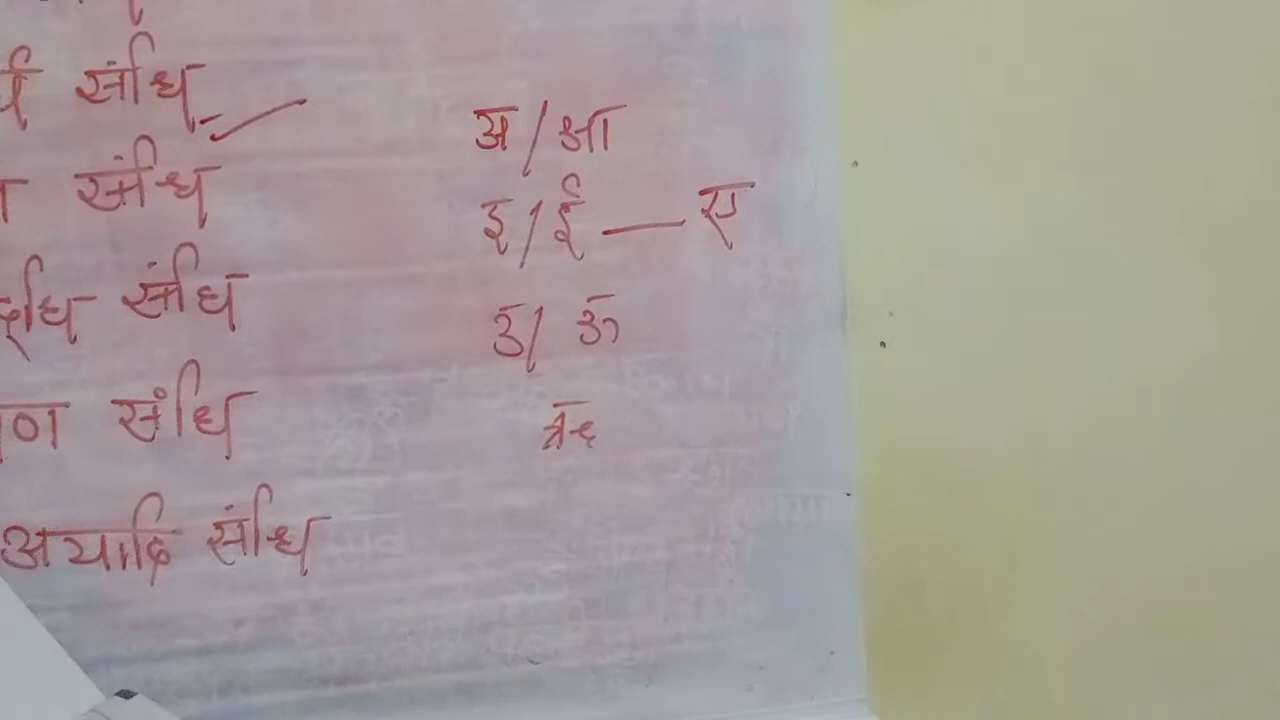 संधि
अ/आ
संधि
इ/ई — ए
संधि
उ/ऊ
संधि
ऋ
अयादि संधि